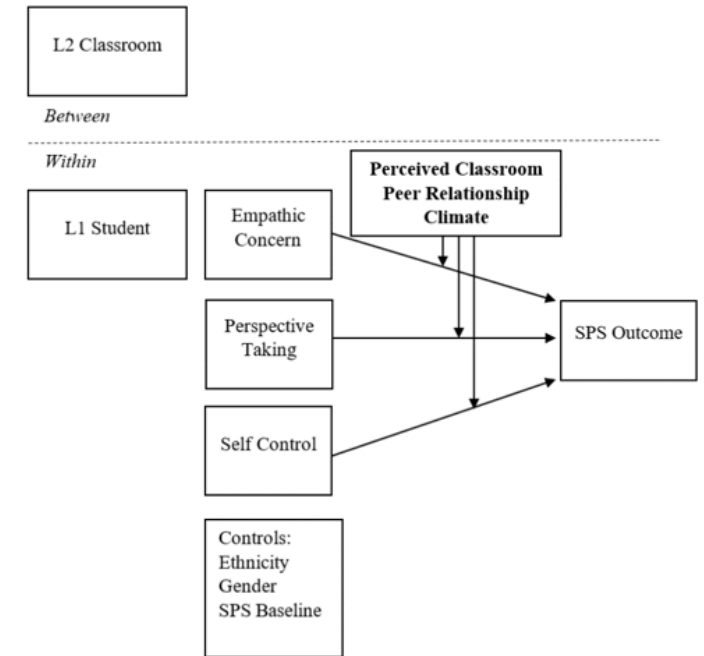 L2 Classroom
Between
Within
Perceived Classroom
Peer Relationship
Climate
L1 Student
Empathic
Concern
Perspective
Taking
SPS Outcome
Self Control
Controls:
Ethnicity
Gender
SPS Baseline